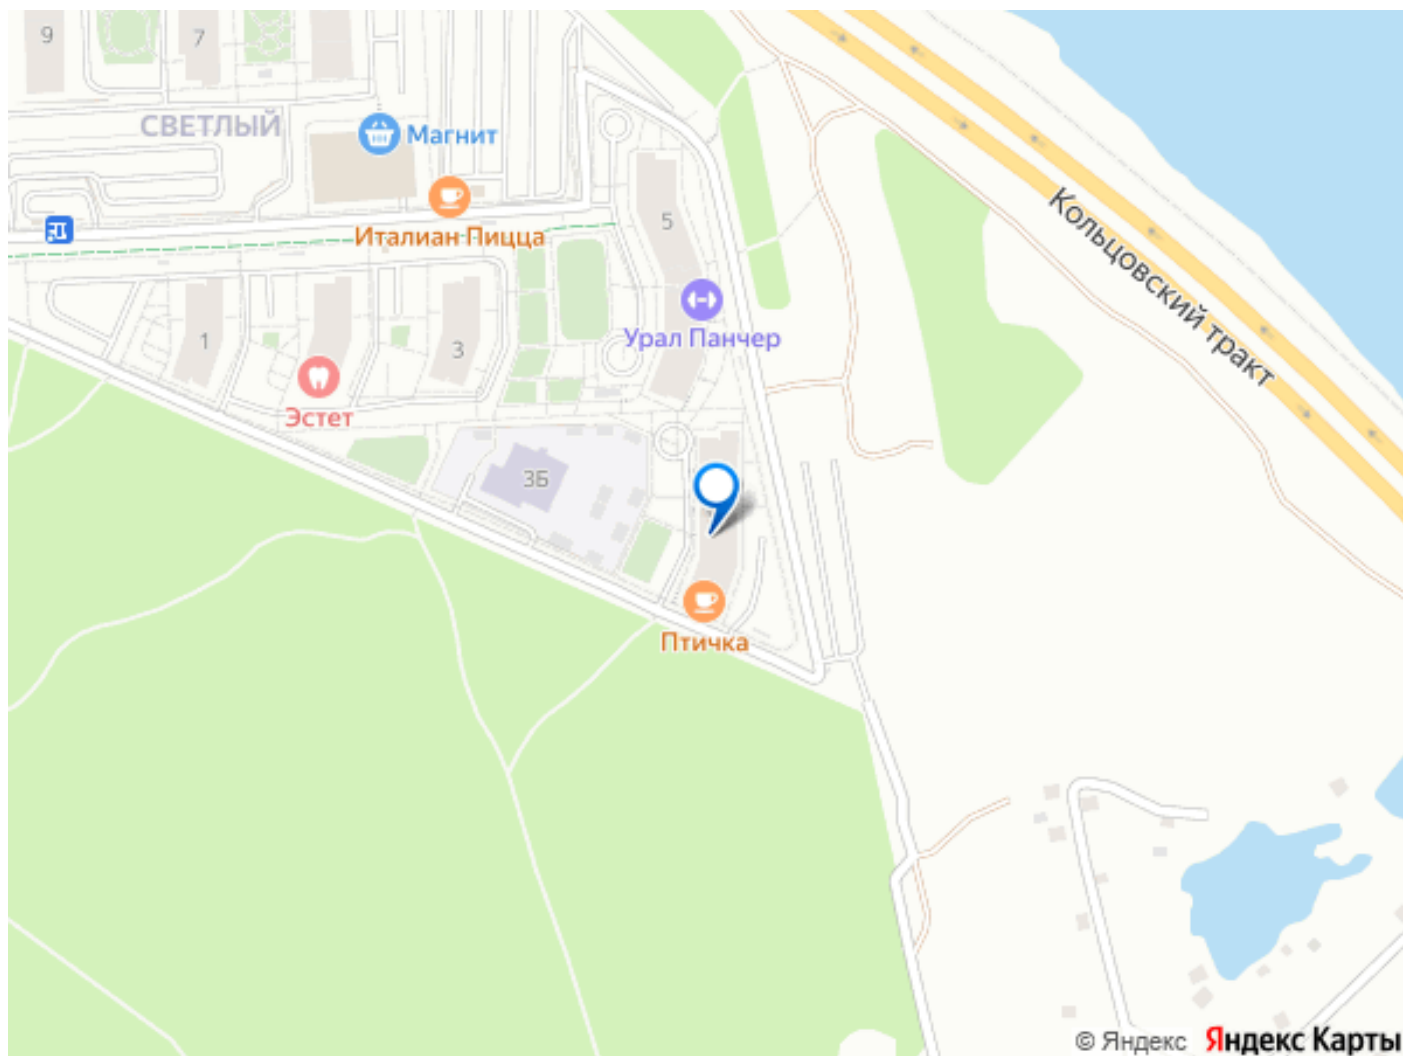 9
7
СВЕТЛЫЙ
Магнит
Италиан Пицца
5
Кольцовский тракт
Урал Панчер
1
3
Эстет
3Б
Птичка
© Яндекс Яндекс Карты